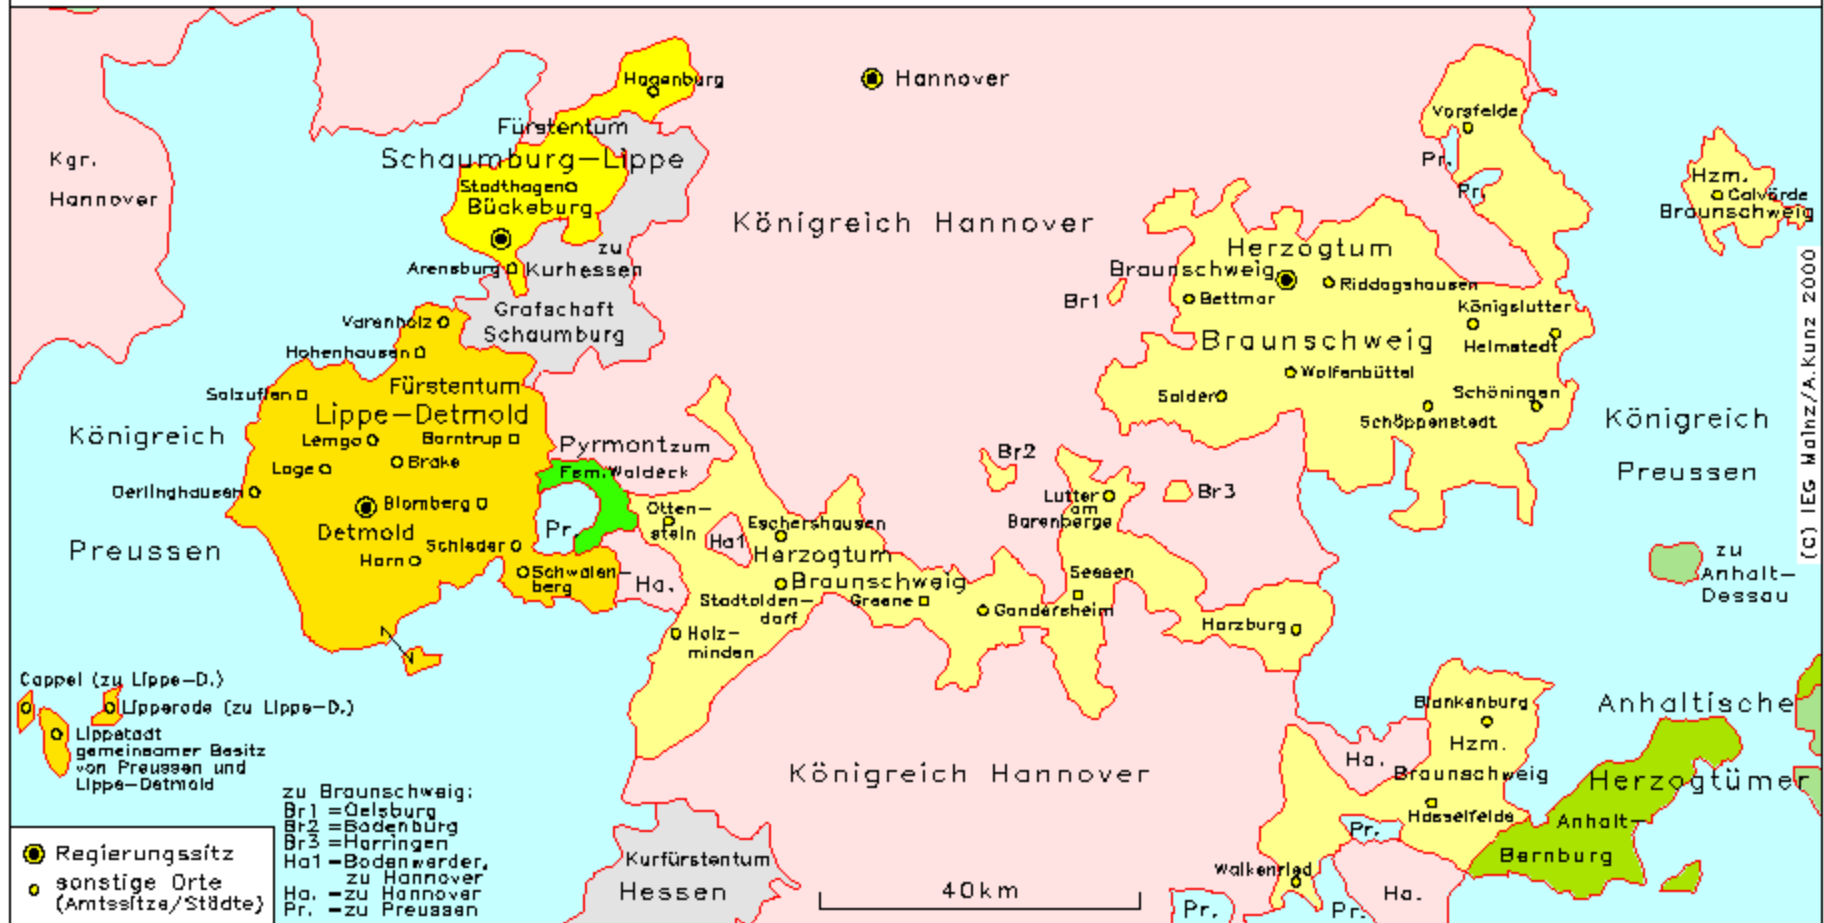 Hagenburg
Hannover
Fürstentum
Schaumburg-Lippe
Stadthagen
Bückeburg
Arensburg
zu
Kurhessen
Grafschaft
Schaumburg
Kgr.
Hannover
Königreich Hannover
Vorsfelde
Pr.
Pr.
Hzm.
Calvörde
Braunschweig
Herzogtum
Braunschweig
Br1
Bettmar
Riddagshausen
Königslutter
Helmstedt
Braunschweig
Wolfenbüttel
Salder
Schöningen
Schöppenstedt
Varenholz
Hohenhausen
Salzuflen
Fürstentum
Lippe-Detmold
Lemgo
Barntrup
Lage
Brake
Oerlinghausen
Blomberg
Detmold
Schieder
Horn
Schwalen-
berg
Königreich
Preussen
Pyrmont zum
Fsm. Waldeck
Pr.
Ha.
Otten-
stein
Ha1
Eschershausen
Herzogtum
Braunschweig
Stadtolden-
dorf
Greene
Gandersheim
Holz-
minden
Br2
Lutter
am
Barenberge
Br3
Seesen
Harzburg
Königreich
Preussen
zu
Anhalt-
Dessau
(C) IEG Mainz/A.Kunz 2000
Cappel (zu Lippe-D.)
Lipperode (zu Lippe-D.)
Lippstadt
gemeinsamer Besitz
von Preussen und
Lippe-Detmold
Königreich Hannover
Blankenburg
Hzm.
Ha.
Braunschweig
Hasselfelde
Pr.
Walkenried
Pr.
Pr.
Ha.
Anhaltische
Herzogtümer
Anhalt-
Bernburg
Kurfürstentum
Hessen
40km
zu Braunschweig:
Br1 =Oelsburg
Br2 =Bodenburg
Br3 =Harringen
Ha1 -Bodenwerder,
zu Hannover
Ha. -zu Hannover
Pr. -zu Preussen
Regierungssitz
sonstige Orte
(Amtssitze/Städte)